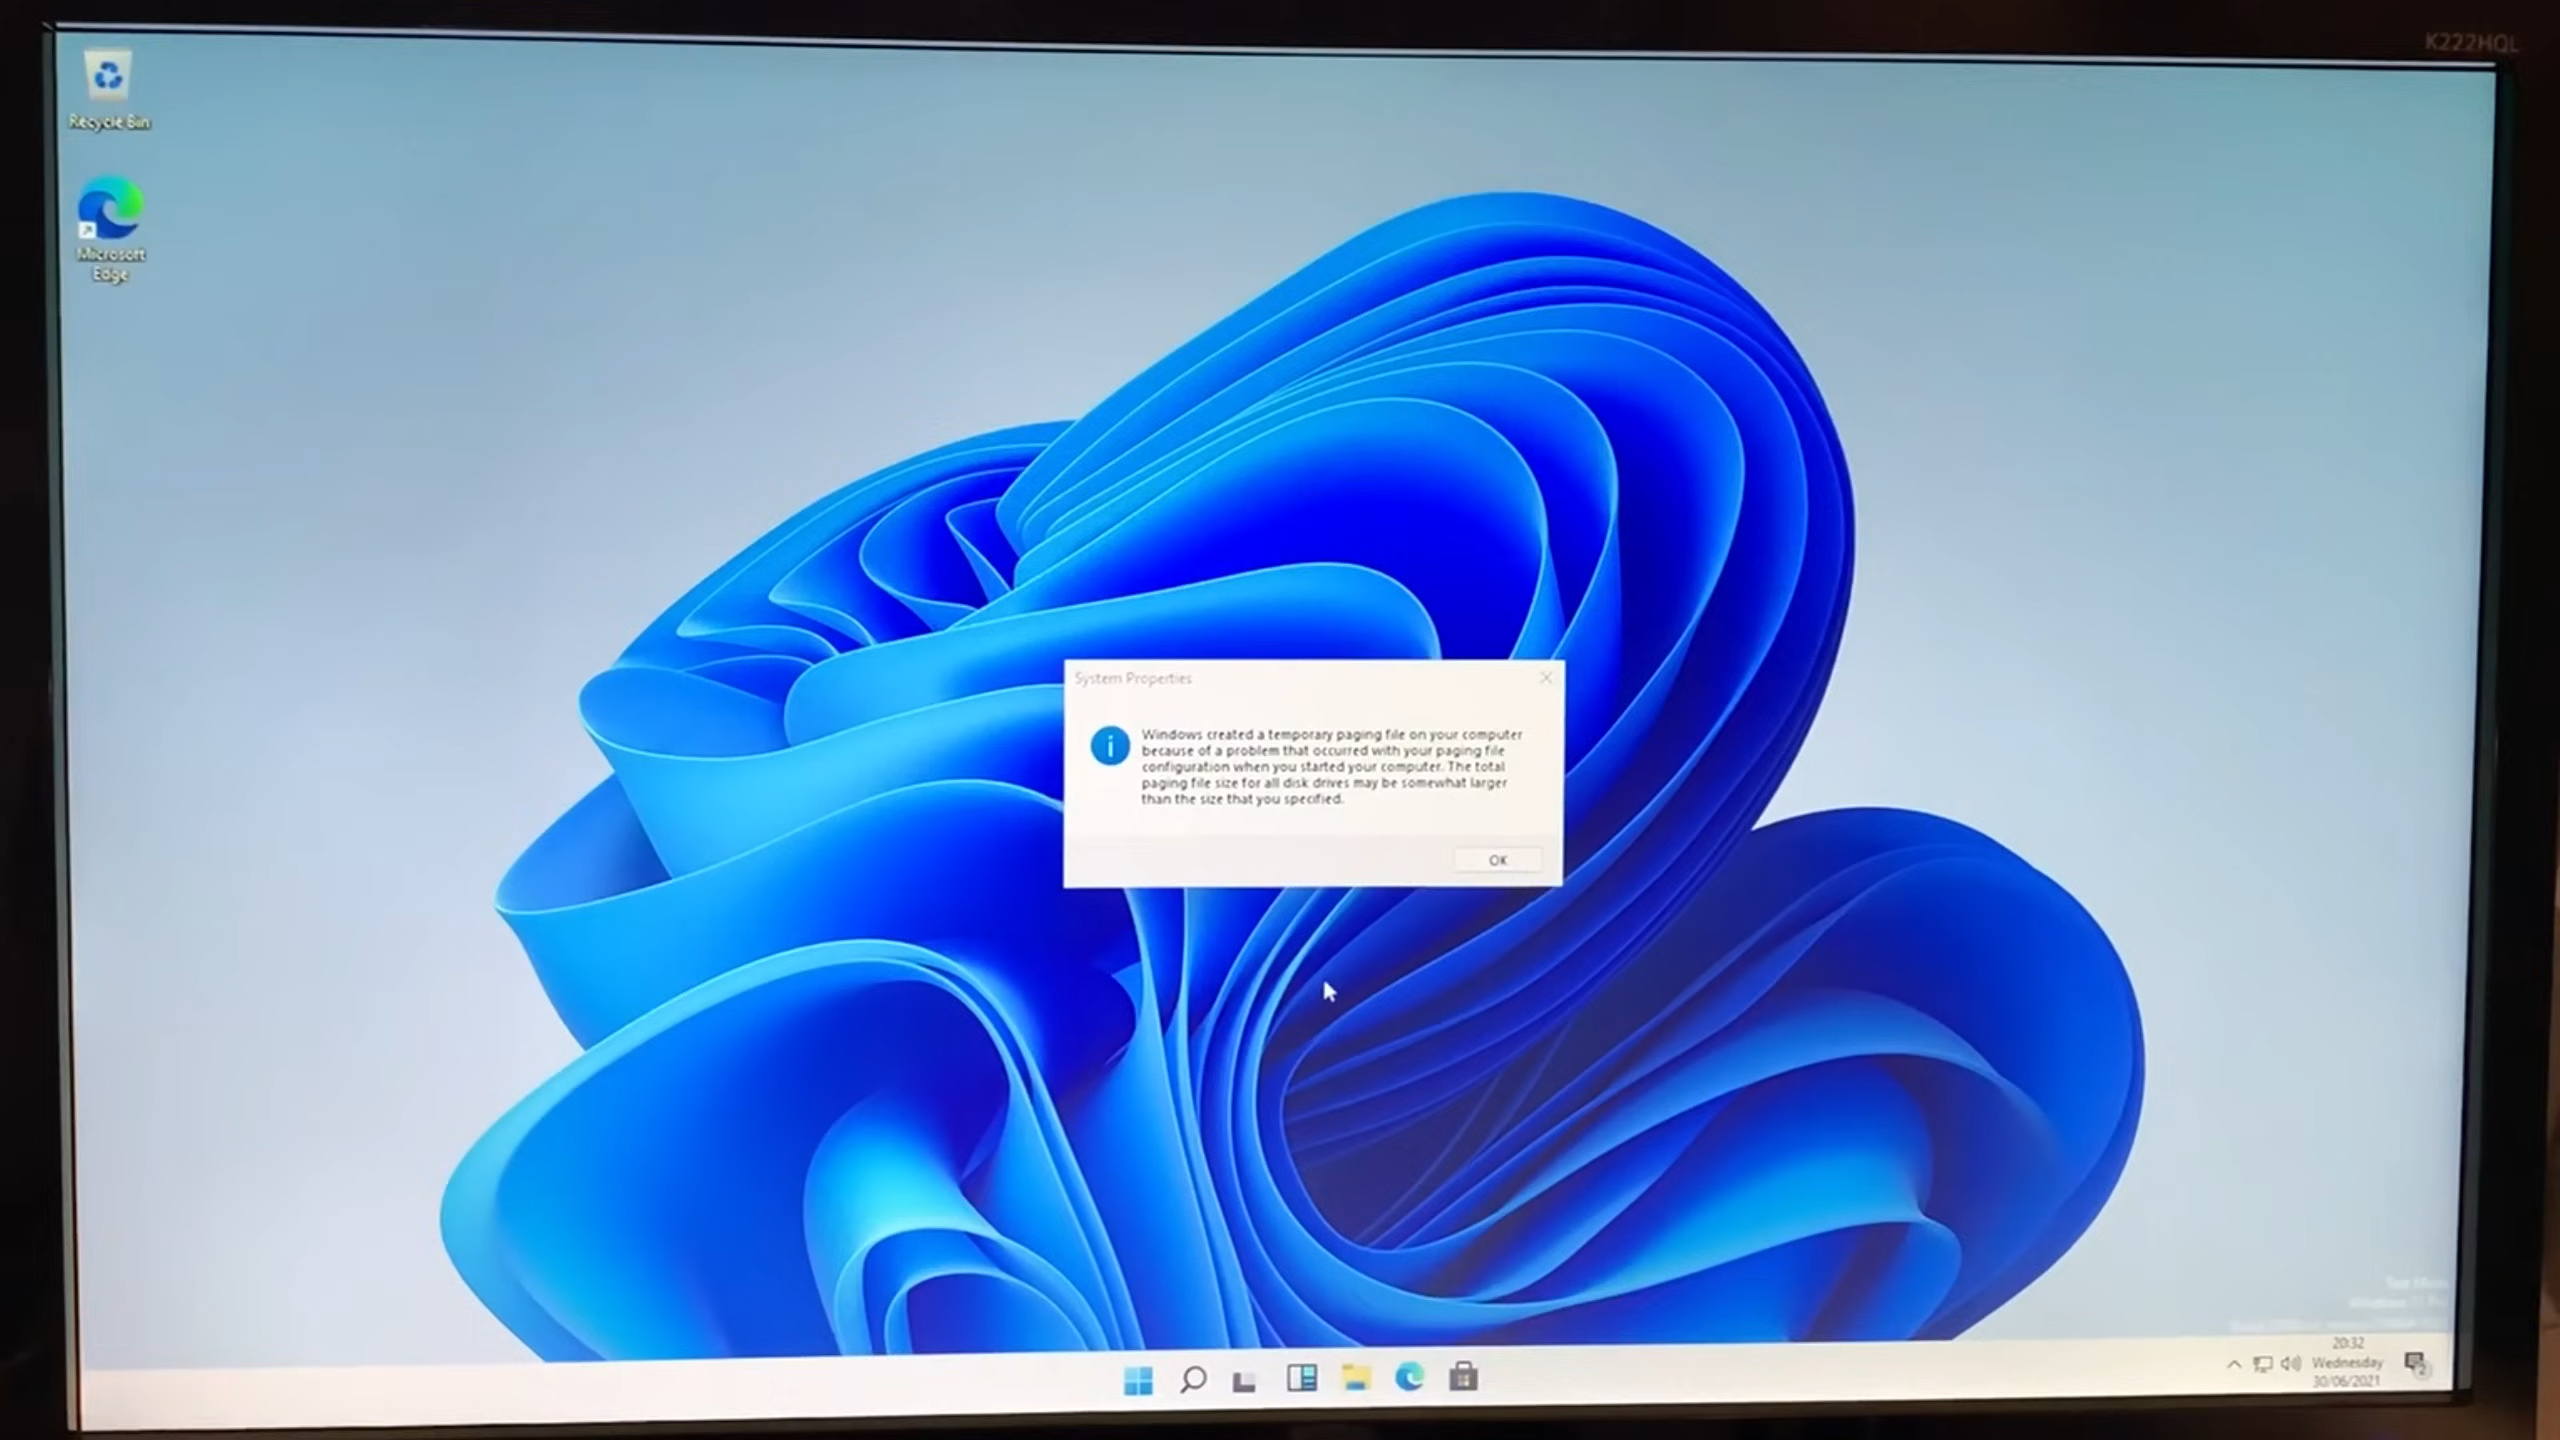 K222HQL
Recycle Bin
Microsoft
Edge
System Properties
Windows created a temporary paging file on your computer
because of a problem that occurred with your paging file
configuration when you started your computer. The total
paging file size for all disk drives may be somewhat larger
than the size that you specified.
OK
20:32
Wednesday
30/06/2021